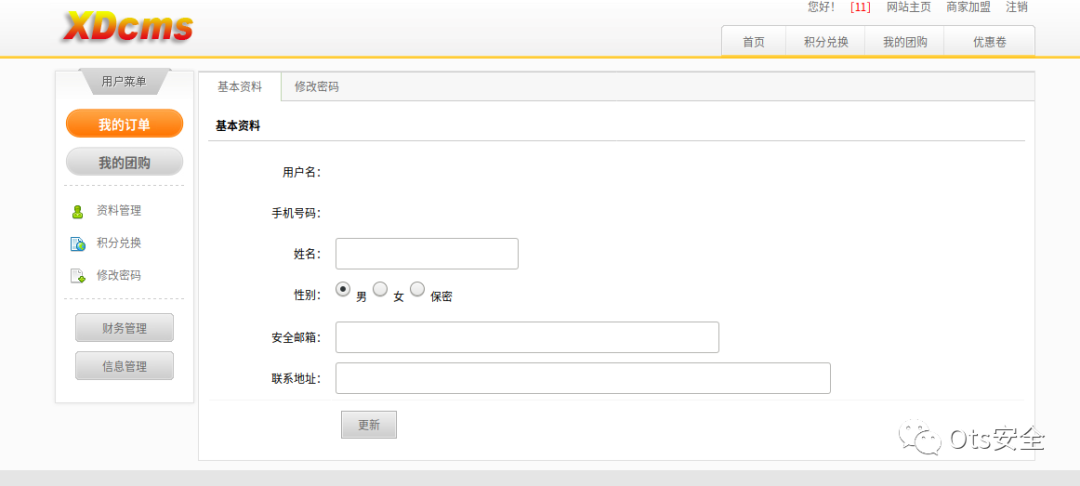 XDcms
您好! [11] 网站主页 商家加盟 注销
首页 积分兑换 我的团购 优惠卷
用户菜单
我的订单
我的团购
资料管理
积分兑换
修改密码
财务管理
信息管理
基本资料 修改密码
基本资料
用户名：
手机号码：
姓名：
性别： 男 女 保密
安全邮箱：
联系地址：
更新
Ots安全